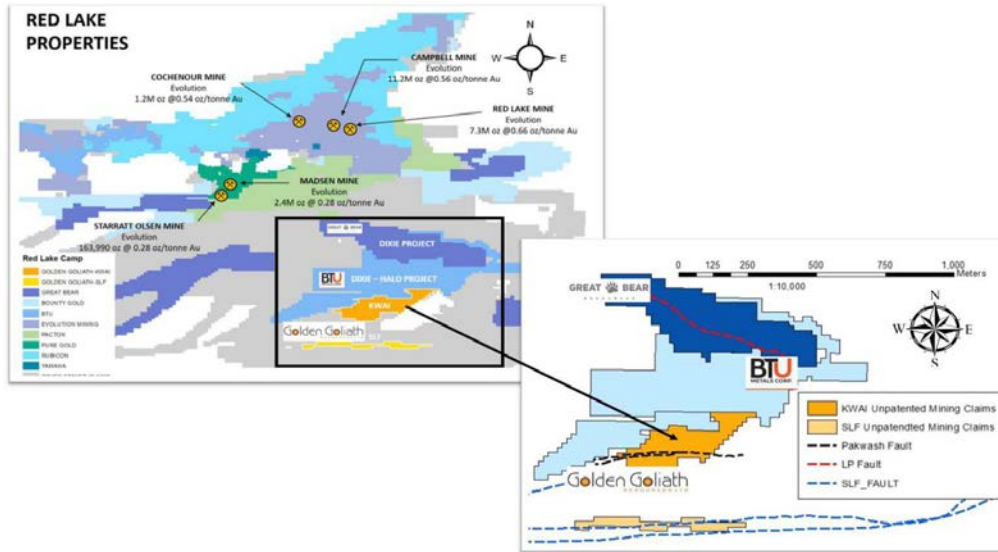 RED LAKE
PROPERTIES
N
W
E
S
CAMPBELL MINE
Evolution
11.2M oz @0.56 oz/tonne Au
COCHENOUR MINE
Evolution
1.2M oz @0.54 oz/tonne Au
RED LAKE MINE
Evolution
7.3M oz @0.66 oz/tonne Au
MADSEN MINE
Evolution
2.4M oz @ 0.28 oz/tonne Au
STARRATT OLSEN MINE
Evolution
163,990 oz @ 0.28 oz/tonne Au
Red Lake Camp
GOLDEN GOLIATH-KWAI
GOLDEN GOLIATH-SLF
GREAT BEAR
BOUNTY GOLD
BTU
EVOLUTION MINING
PACTON
PURE GOLD
RUBICON
YAMANA
GREAT BEAR
DIXIE PROJECT
BTU
DIXIE – HALO PROJECT
KWAI
Golden Goliath
SLF
0 125 250 500 750 1,000
Meters
1:10,000
GREAT BEAR
N
W
E
S
BTU
METALS CORP.
KWAI Unpatented Mining Claims
SLF Unpatendted Mining Claims
Pakwash Fault
LP Fault
SLF_FAULT
Golden Goliath
RESOURCES LTD